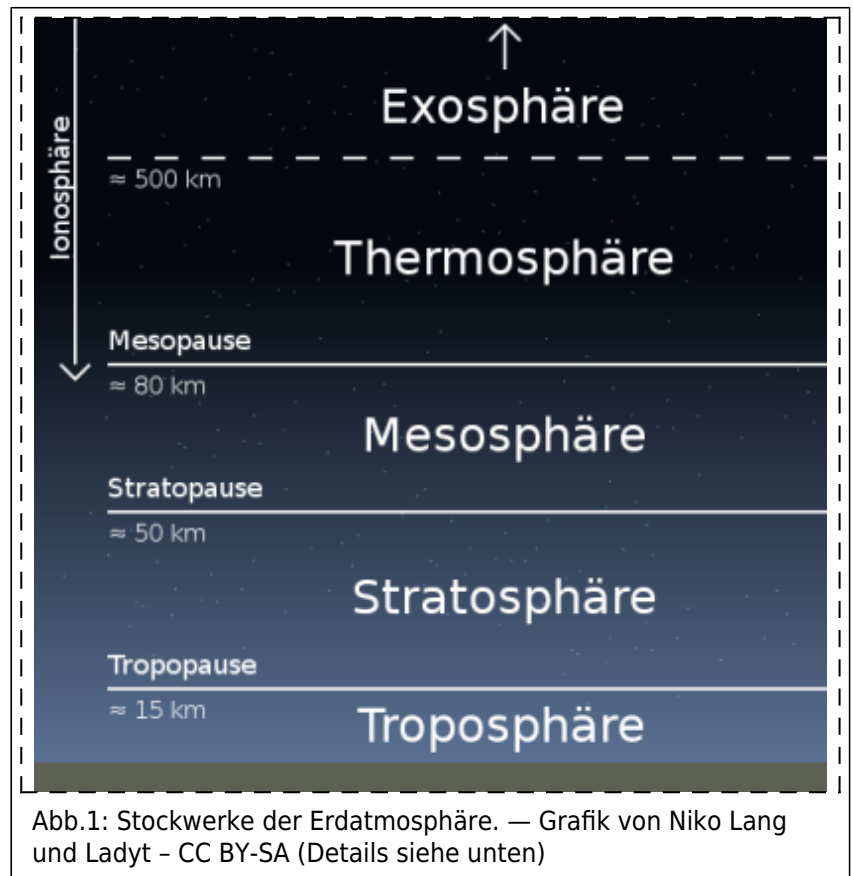 Exosphäre
≈ 500 km
Ionosphäre
Thermosphäre
Mesopause
≈ 80 km
Mesosphäre
Stratopause
≈ 50 km
Stratosphäre
Tropopause
≈ 15 km
Troposphäre
Abb.1: Stockwerke der Erdatmosphäre. — Grafik von Niko Lang
und Ladyt – CC BY-SA (Details siehe unten)